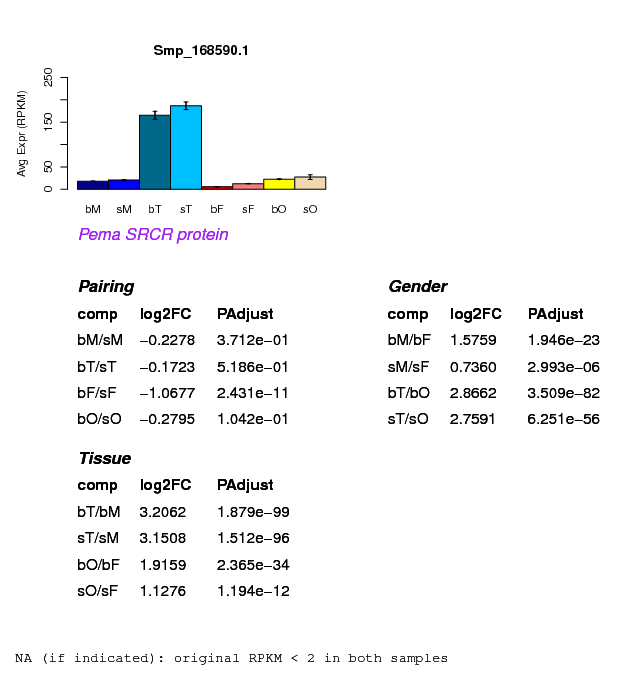 Smp_168590.1
Avg Expr (RPKM)
0 50 150 250
bM sM bT sT bF sF bO sO
Pema SRCR protein
Pairing
comp log2FC PAdjust
bM/sM −0.2278 3.712e−01
bT/sT −0.1723 5.186e−01
bF/sF −1.0677 2.431e−11
bO/sO −0.2795 1.042e−01
Gender
comp log2FC PAdjust
bM/bF 1.5759 1.946e−23
sM/sF 0.7360 2.993e−06
bT/bO 2.8662 3.509e−82
sT/sO 2.7591 6.251e−56
Tissue
comp log2FC PAdjust
bT/bM 3.2062 1.879e−99
sT/sM 3.1508 1.512e−96
bO/bF 1.9159 2.365e−34
sO/sF 1.1276 1.194e−12
NA (if indicated): original RPKM < 2 in both samples